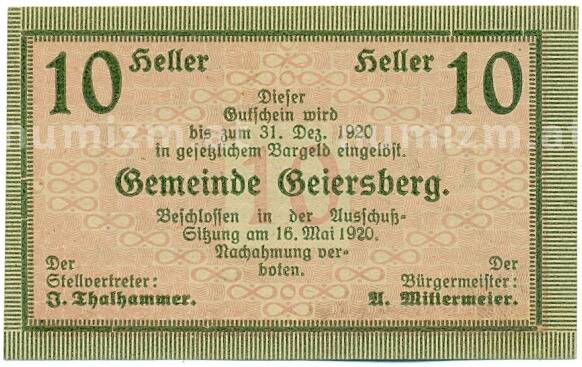 10 Heller Heller 10
Dieser
Gutschein wird
bis zum 31. Dez. 1920
in gesetzlichem Bargeld eingelöst.
10
Gemeinde Geiersberg.
Beschlossen in der Ausschuß-
Sitzung am 16. Mai 1920.
Nachahmung ver-
boten.
Der
Stellvertreter:
J. Thalhammer.
Der
Bürgermeister:
A. Mittermeier.